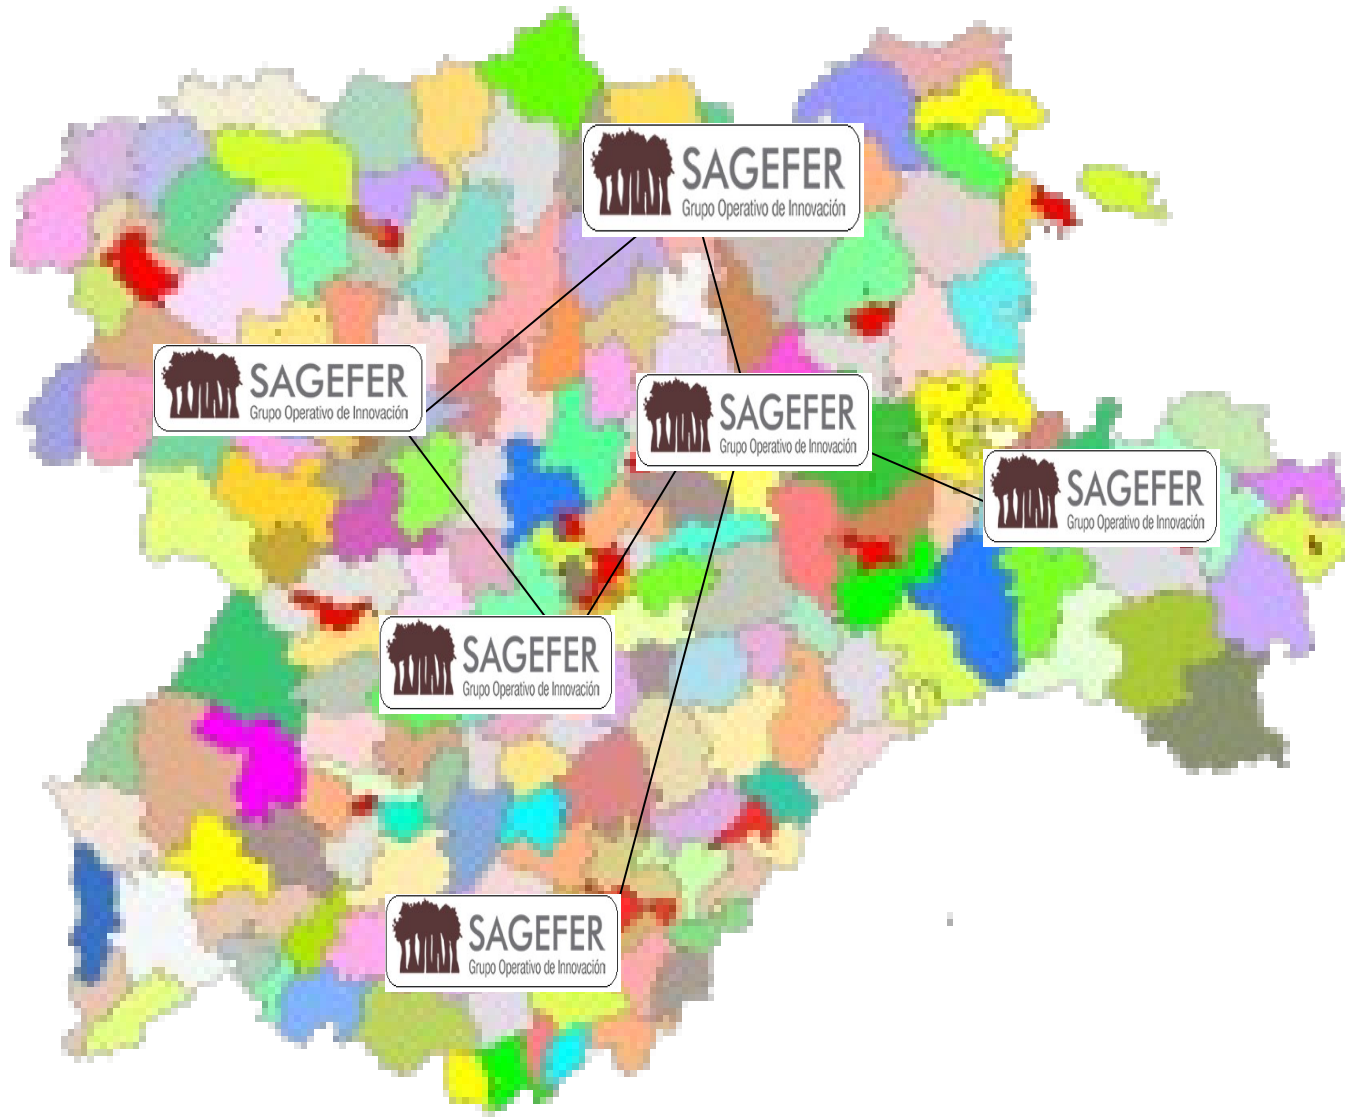 SAGEFER
Grupo Operativo de Innovación
SAGEFER
Grupo Operativo de Innovación
SAGEFER
Grupo Operativo de Innovación
SAGEFER
Grupo Operativo de Innovación
SAGEFER
Grupo Operativo de Innovación
SAGEFER
Grupo Operativo de Innovación